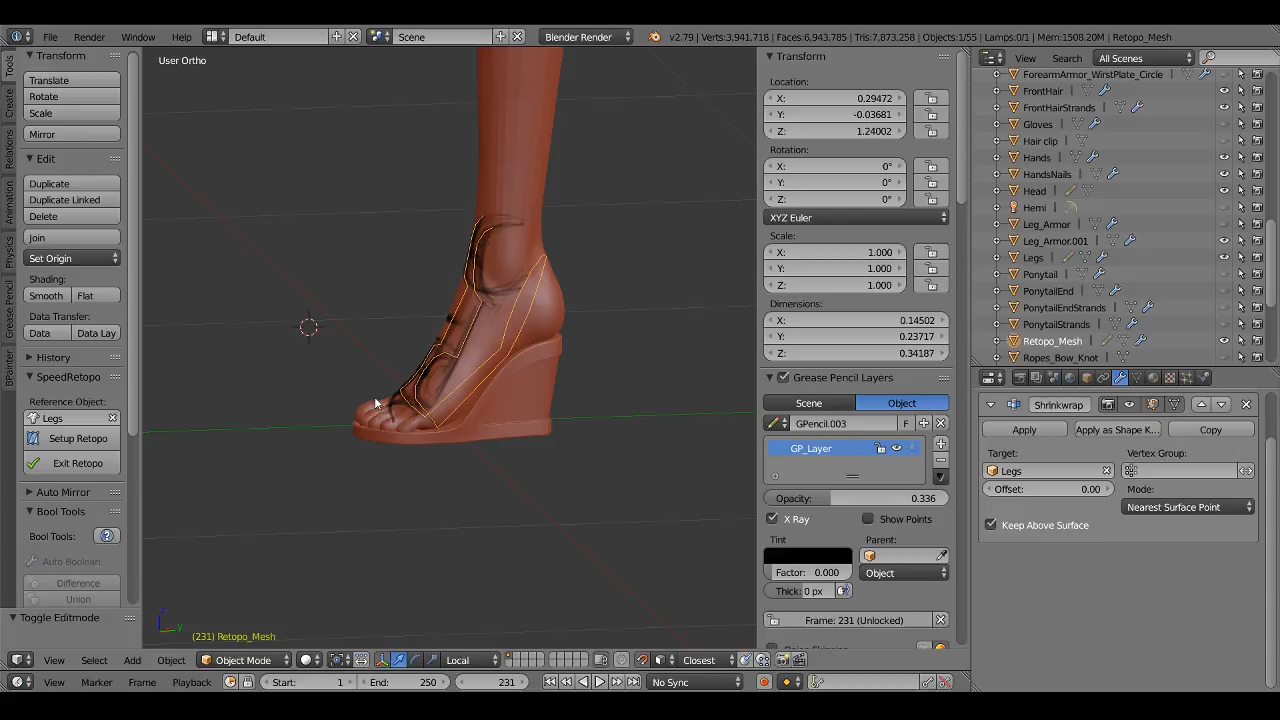 File Render Window Help Default Scene Blender Render v2.79 | Verts:3,941,718 | Faces:6,943,785 | Tris:7,873,258 | Objects:1/55 | Lamps:0/1 | Mem:1508.20M | Retopo_Mesh
Tools
Create
Relations
Animation
Physics
Grease Pencil
BPainter
Transform
Translate
Rotate
Scale
Mirror
Edit
Duplicate
Duplicate Linked
Delete
Join
Set Origin
Shading:
Smooth Flat
Data Transfer:
Data Data Lay
History
SpeedRetopo
Reference Object:
Legs
Setup Retopo
Exit Retopo
Auto Mirror
Bool Tools
Bool Tools:
Auto Boolean:
Difference
Union
Toggle Editmode
User Ortho
(231) Retopo_Mesh
Transform
Location:
X: 0.29472
Y: -0.03681
Z: 1.24002
Rotation:
X: 0°
Y: 0°
Z: 0°
XYZ Euler
Scale:
X: 1.000
Y: 1.000
Z: 1.000
Dimensions:
X: 0.14502
Y: 0.23717
Z: 0.34187
Grease Pencil Layers
Scene Object
GPencil.003 F
GP_Layer
Opacity: 0.336
X Ray Show Points
Tint Parent:
Factor: 0.000 Object
Thick: 0 px
Frame: 231 (Unlocked)
View Search All Scenes
ForearmArmor_WirstPlate_Circle
FrontHair
FrontHairStrands
Gloves
Hair clip
Hands
HandsNails
Head
Hemi
Leg_Armor
Leg_Armor.001
Legs
Ponytail
PonytailEnd
PonytailEndStrands
PonytailStrands
Retopo_Mesh
Ropes_Bow_Knot
Shrinkwrap
Apply Apply as Shape K... Copy
Target: Vertex Group:
Legs
Offset: 0.00 Mode:
Nearest Surface Point
Keep Above Surface
View Select Add Object Object Mode Local Closest
View Marker Frame Playback Start: 1 End: 250 231 No Sync